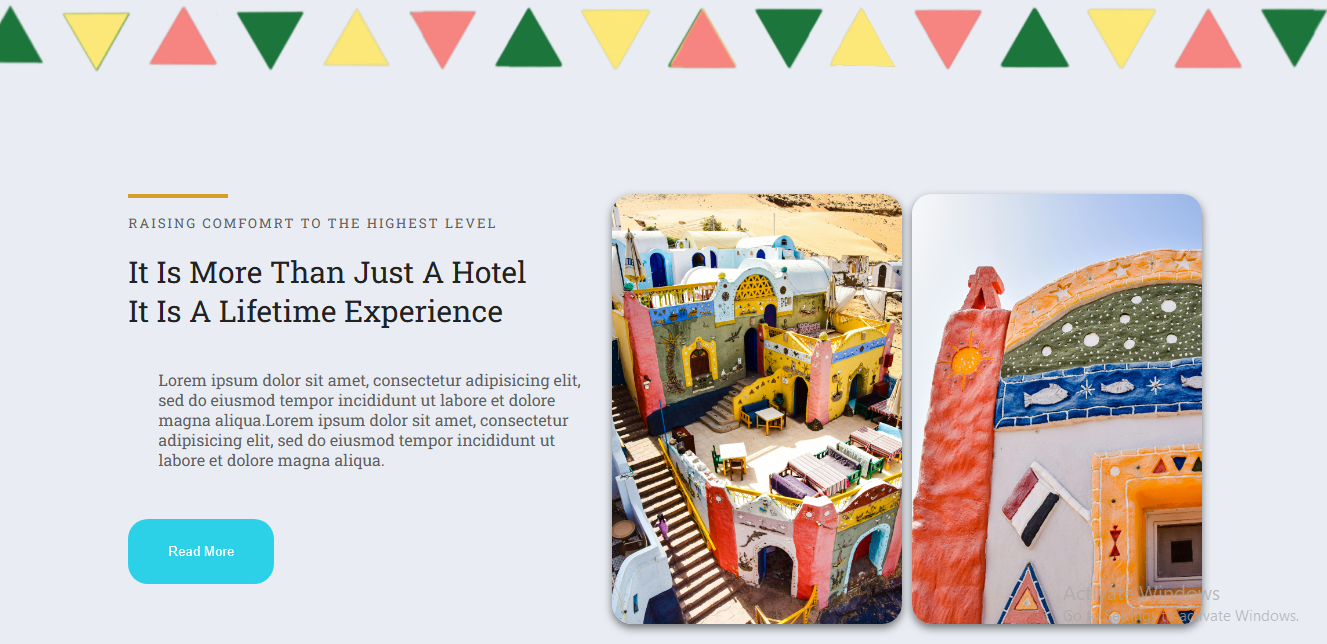 RAISING COMFOMRT TO THE HIGHEST LEVEL
It Is More Than Just A Hotel
It Is A Lifetime Experience
Lorem ipsum dolor sit amet, consectetur adipisicing elit,
sed do eiusmod tempor incididunt ut labore et dolore
magna aliqua.Lorem ipsum dolor sit amet, consectetur
adipisicing elit, sed do eiusmod tempor incididunt ut
labore et dolore magna aliqua.
Read More
Activate Windows
Go to Settings to activate Windows.